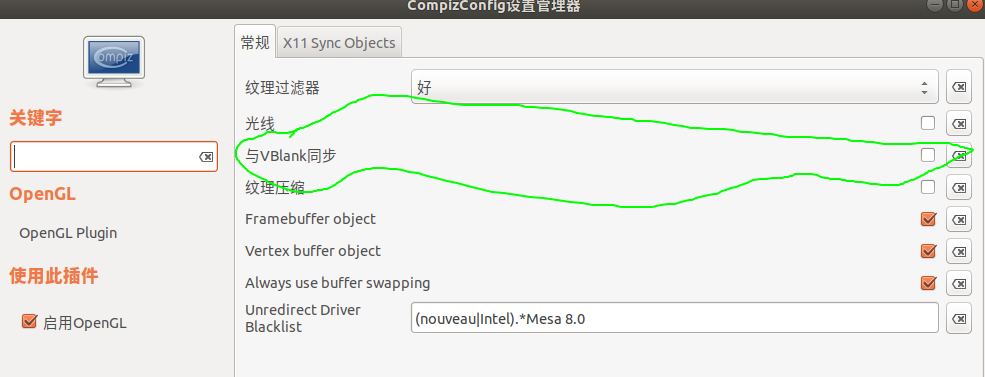 CompizConfig设置管理器
ompiz
关键字
OpenGL
OpenGL Plugin
使用此插件
启用OpenGL
常规
X11 Sync Objects
纹理过滤器
好
光线
与VBlank同步
纹理压缩
Framebuffer object
Vertex buffer object
Always use buffer swapping
Unredirect Driver
Blacklist
(nouveau|Intel).*Mesa 8.0